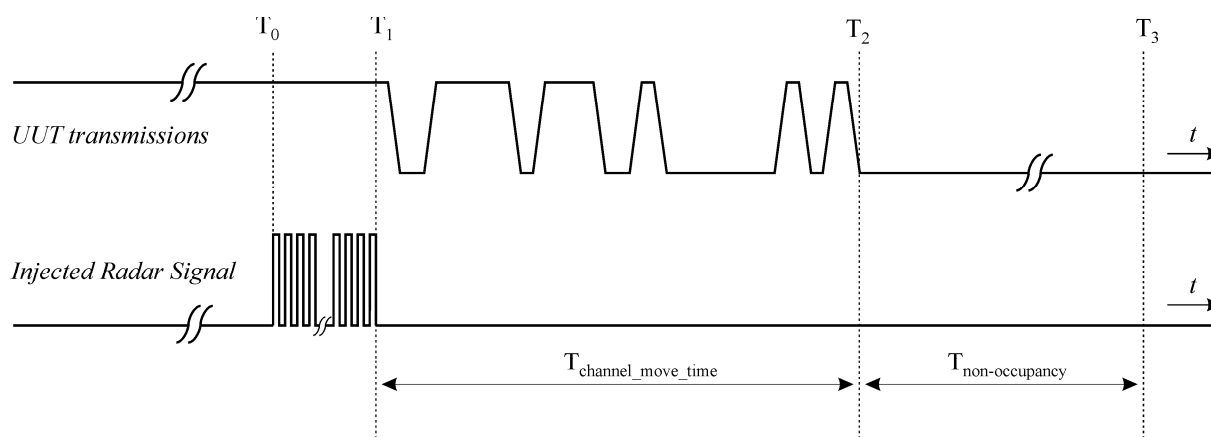 T0
T1
T2
T3
UUT transmissions
t
Injected Radar Signal
t
Tchannel_move_time
Tnon-occupancy